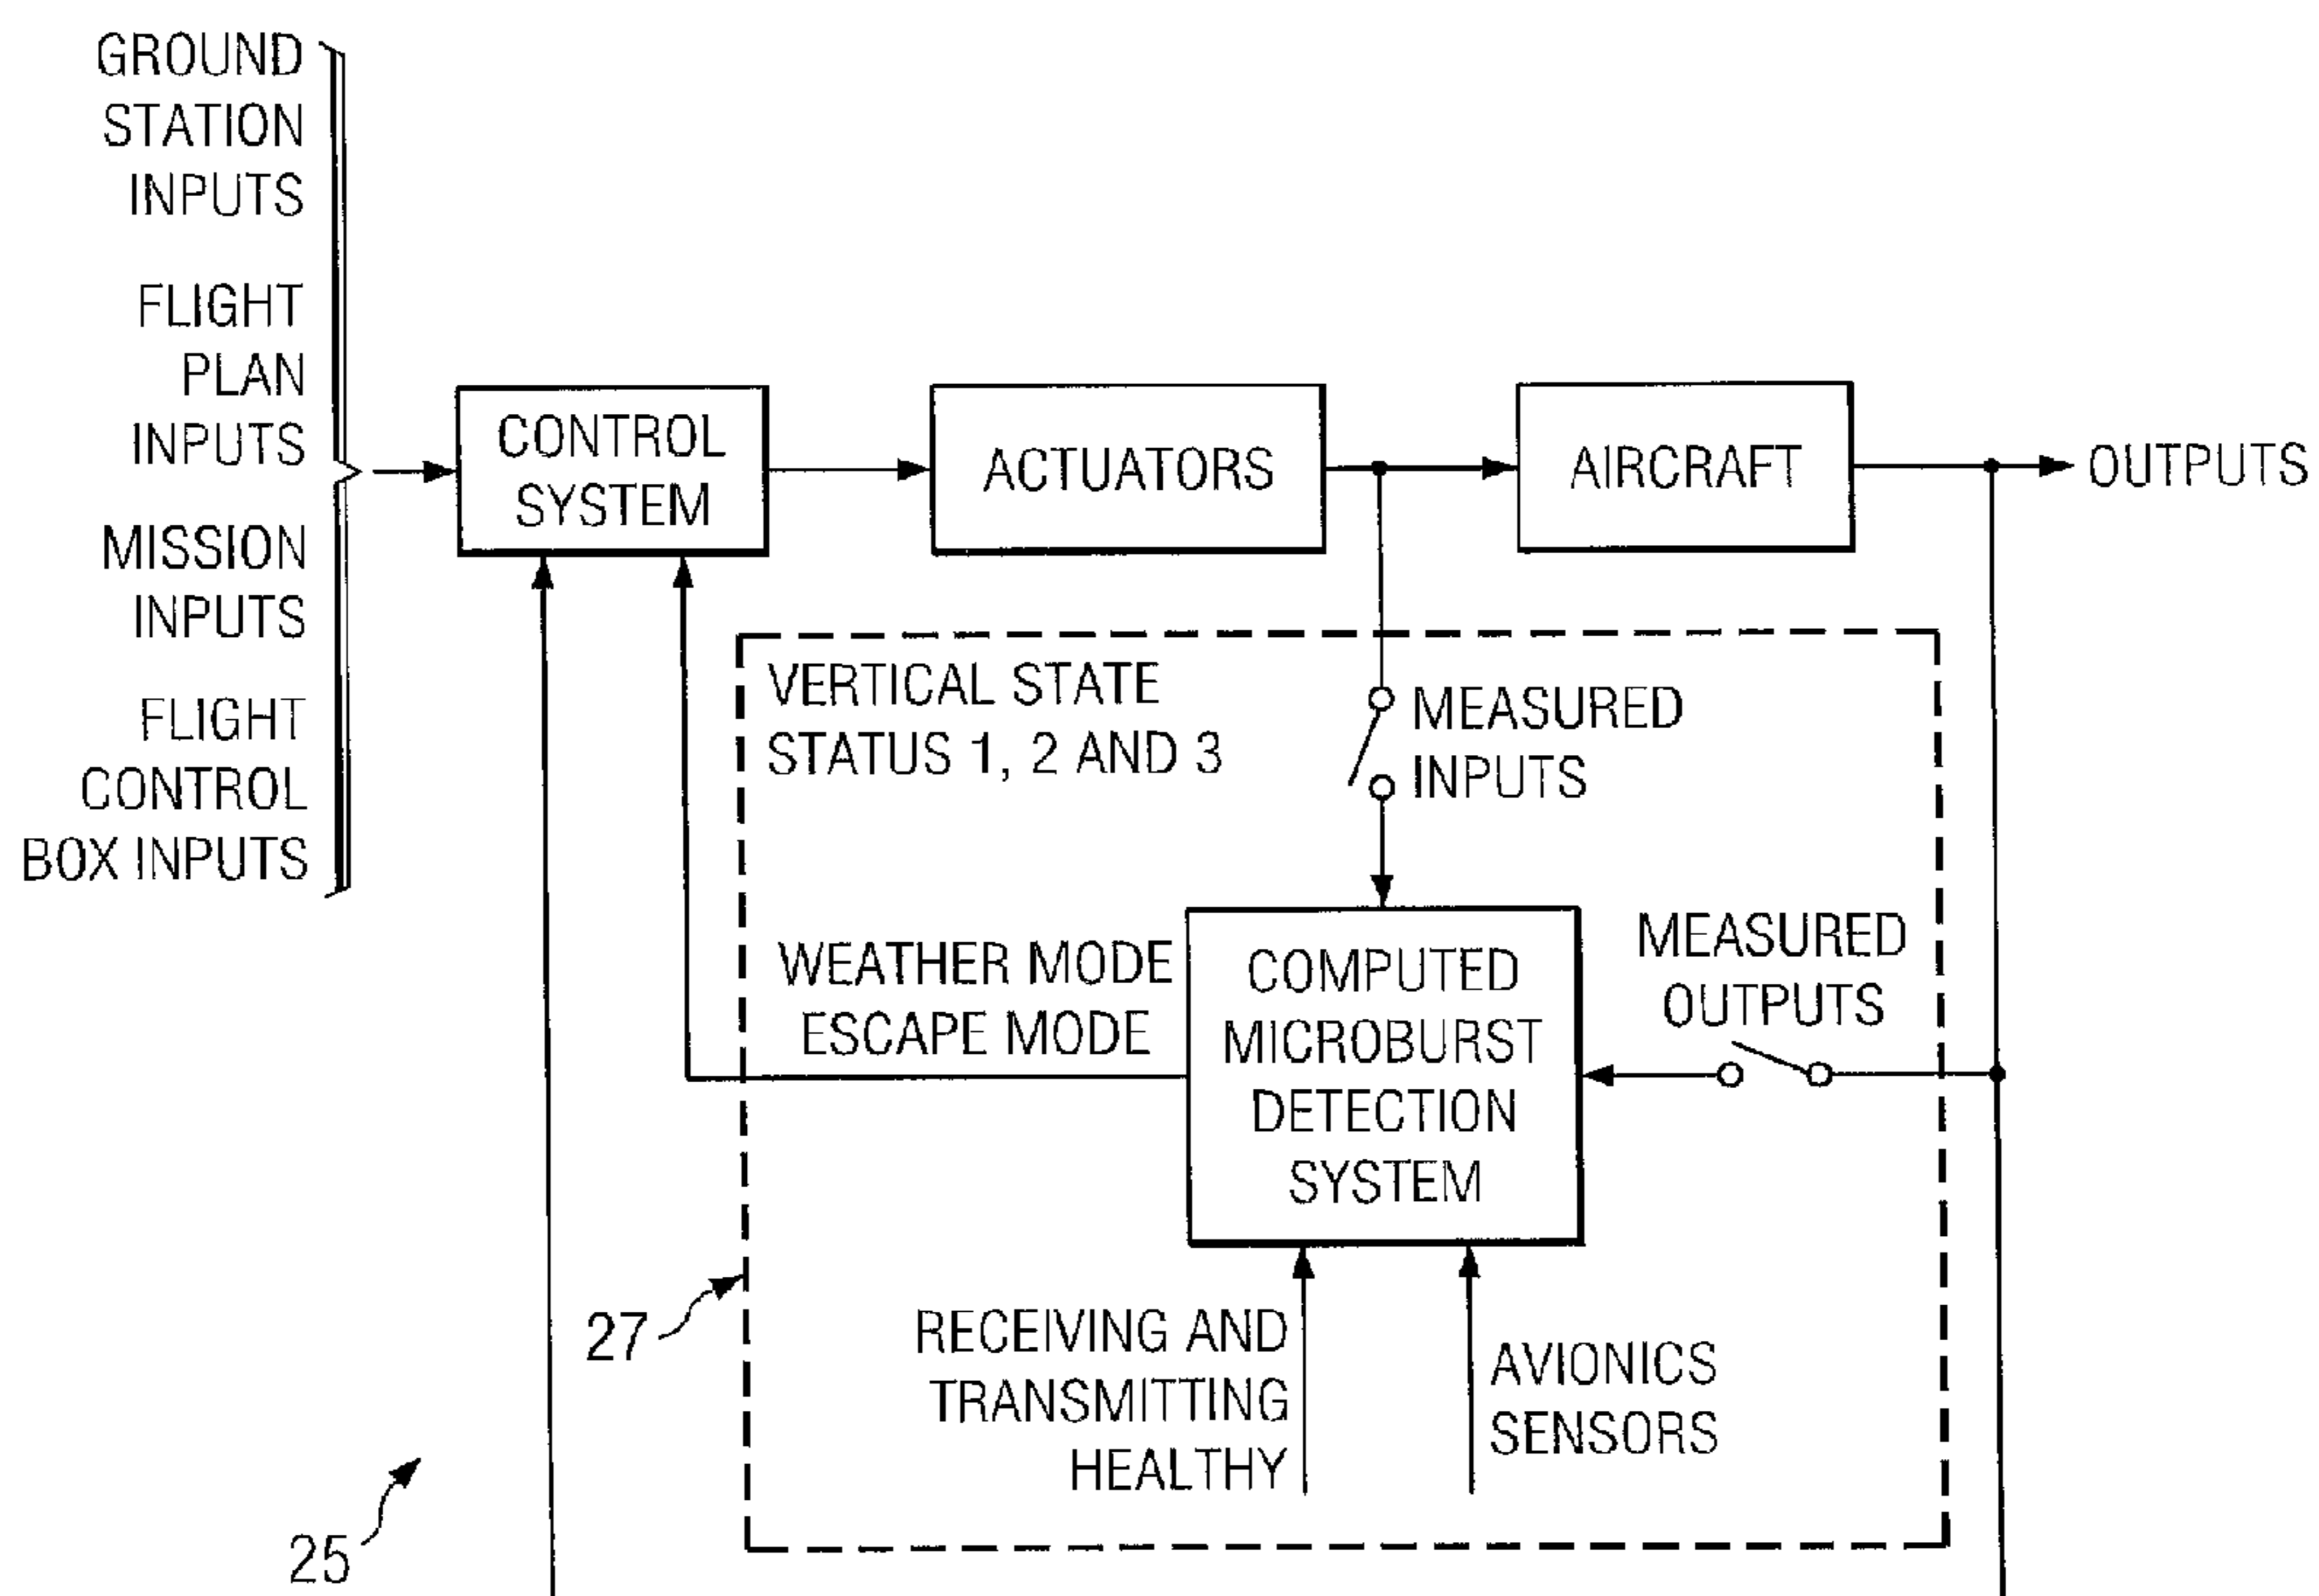 GROUND
STATION
INPUTS
FLIGHT
PLAN
INPUTS
MISSION
INPUTS
FLIGHT
CONTROL
BOX INPUTS
CONTROL
SYSTEM
ACTUATORS
AIRCRAFT
OUTPUTS
VERTICAL STATE
STATUS 1, 2 AND 3
MEASURED
INPUTS
WEATHER MODE
ESCAPE MODE
COMPUTED
MICROBURST
DETECTION
SYSTEM
MEASURED
OUTPUTS
RECEIVING AND
TRANSMITTING
HEALTHY
AVIONICS
SENSORS
27
25